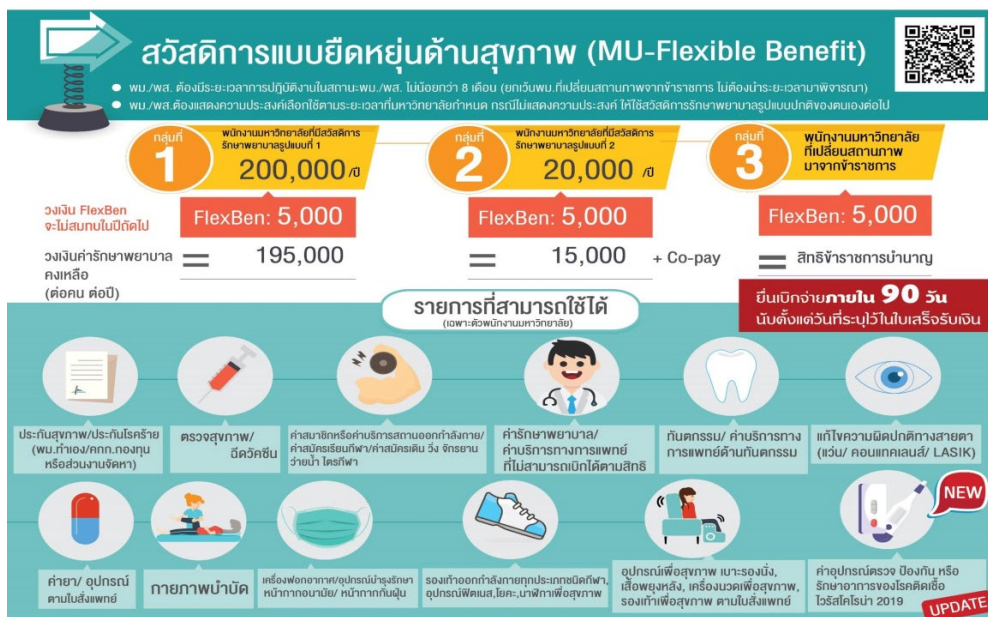 สวัสดิการแบบยืดหยุ่นด้านสุขภาพ (MU-Flexible Benefit)
• พม./พส. ต้องมีระยะเวลาการปฏิบัติงานในสถานะพม./พส. ไม่น้อยกว่า 8 เดือน (ยกเว้นพม.ที่เปลี่ยนสถานภาพจากข้าราชการ ไม่ต้องนำระยะเวลามาพิจารณา)
• พม./พส.ต้องแสดงความประสงค์เลือกใช้ตามระยะเวลาที่มหาวิทยาลัยกำหนด กรณีไม่แสดงความประสงค์ ให้ใช้สวัสดิการรักษาพยาบาลรูปแบบปกติของตนเองต่อไป
กลุ่มที่
1
พนักงานมหาวิทยาลัยที่มีสวัสดิการ
รักษาพยาบาลรูปแบบที่ 1
200,000 /ปี
กลุ่มที่
2
พนักงานมหาวิทยาลัยที่มีสวัสดิการ
รักษาพยาบาลรูปแบบที่ 2
20,000 /ปี
กลุ่มที่
3
พนักงานมหาวิทยาลัย
ที่เปลี่ยนสถานภาพ
มาจากข้าราชการ
วงเงิน FlexBen
จะไม่สมทบในปีถัดไป
FlexBen: 5,000
FlexBen: 5,000
FlexBen: 5,000
วงเงินค่ารักษาพยาบาล
คงเหลือ
(ต่อคน ต่อปี)
= 195,000
= 15,000 + Co-pay
= สิทธิข้าราชการบำนาญ
รายการที่สามารถใช้ได้
(เฉพาะตัวพนักงานมหาวิทยาลัย)
ยื่นเบิกจ่ายภายใน 90 วัน
นับตั้งแต่วันที่ระบุไว้ในใบเสร็จรับเงิน
ประกันสุขภาพ/ประกันโรคร้าย
(พม.ทำเอง/คกก.กองทุน
หรือส่วนงานจัดหา)
ตรวจสุขภาพ/
ฉีดวัคซีน
ค่าสมาชิกหรือค่าบริการสถานออกกำลังกาย/
ค่าสมัครเรียนกีฬา/ค่าสมัครเดิน วิ่ง จักรยาน
ว่ายน้ำ ไตรกีฬา
ค่ารักษาพยาบาล/
ค่าบริการทางการแพทย์
ที่ไม่สามารถเบิกได้ตามสิทธิ
ทันตกรรม/ ค่าบริการทาง
การแพทย์ด้านทันตกรรม
แก้ไขความผิดปกติทางสายตา
(แว่น/ คอนแทคเลนส์/ LASIK)
ค่ายา/ อุปกรณ์
ตามใบสั่งแพทย์
กายภาพบำบัด
เครื่องฟอกอากาศ/อุปกรณ์บำรุงรักษา
หน้ากากอนามัย/ หน้ากากกันฝุ่น
รองเท้าออกกำลังกายทุกประเภทชนิดกีฬา,
อุปกรณ์ฟิตเนส,โยคะ,นาฬิกาเพื่อสุขภาพ
อุปกรณ์เพื่อสุขภาพ เบาะรองนั่ง,
เสื้อพยุงหลัง, เครื่องนวดเพื่อสุขภาพ,
รองเท้าเพื่อสุขภาพ ตามใบสั่งแพทย์
NEW
ค่าอุปกรณ์ตรวจ ป้องกัน หรือ
รักษาอาการของโรคติดเชื้อ
ไวรัสโคโรน่า 2019
UPDATE